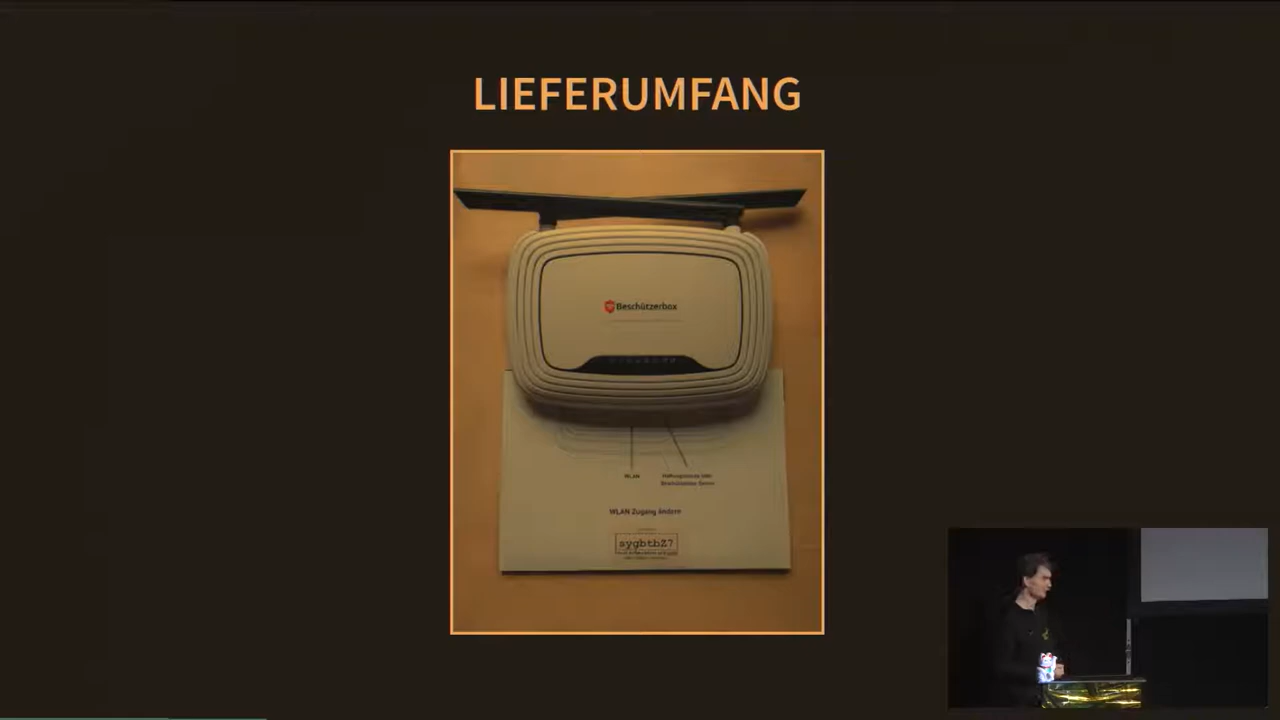 LIEFERUMFANG
Beschützerbox
WLAN
WLAN Zugang ändern
sygbtbZ7